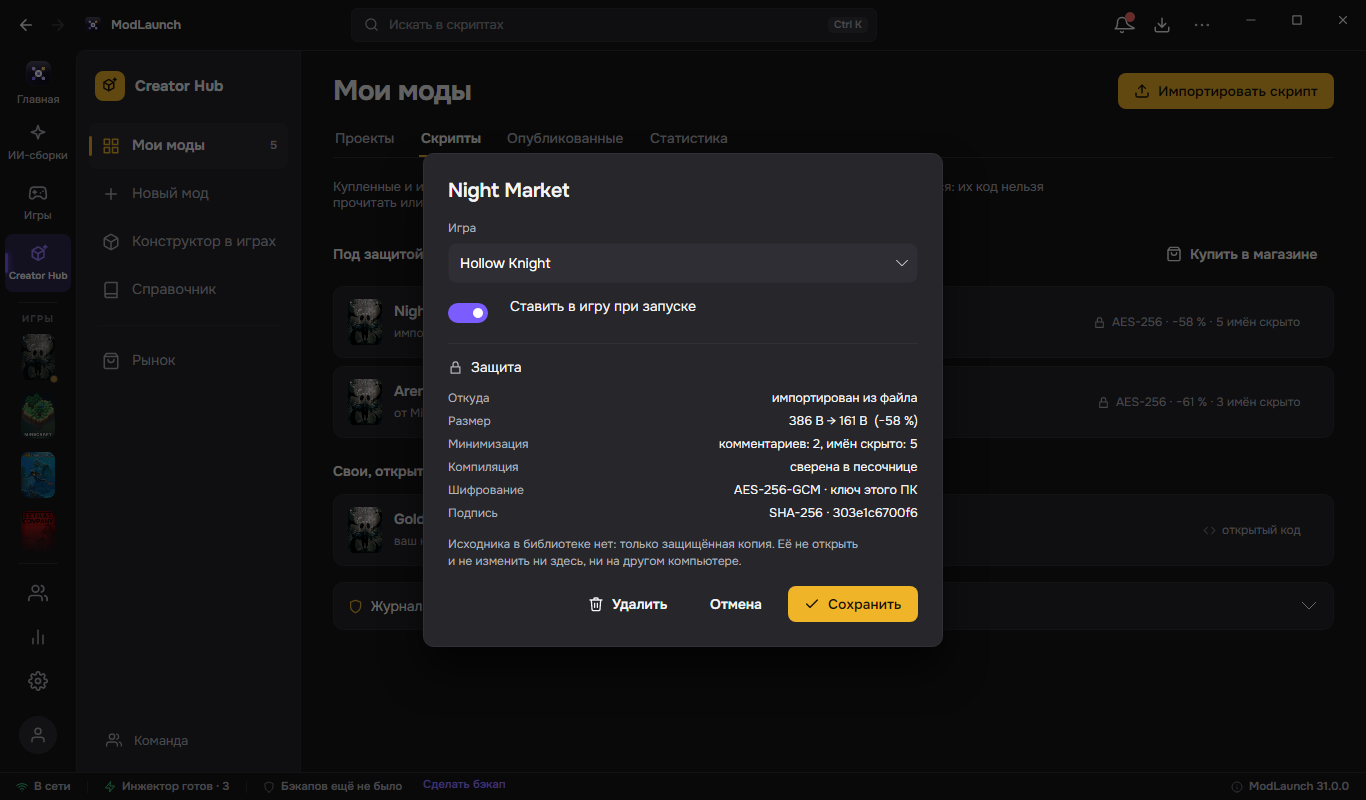 ModLaunch
Искать в скриптах
Ctrl K
Главная
ИИ-сборки
Игры
Creator Hub
ИГРЫ
MINECRAFT
Creator Hub
Мои моды 5
Новый мод
Конструктор в играх
Справочник
Рынок
Команда
Мои моды
Импортировать скрипт
Проекты Скрипты Опубликованные Статистика
Купленные и и я: их код нельзя
прочитать или
Под защитой
Купить в магазине
Nigh
импо
AES-256 · −58 % · 5 имён скрыто
Aren
от Mi
AES-256 · −61 % · 3 имён скрыто
Свои, открыт
Gold
ваш
открытый код
Журнал
Night Market
Игра
Hollow Knight
Ставить в игру при запуске
Защита
Откуда импортирован из файла
Размер 386 B → 161 B (−58 %)
Минимизация комментариев: 2, имён скрыто: 5
Компиляция сверена в песочнице
Шифрование AES-256-GCM · ключ этого ПК
Подпись SHA-256 · 303e1c6700f6
Исходника в библиотеке нет: только защищённая копия. Её не открыть
и не изменить ни здесь, ни на другом компьютере.
Удалить Отмена Сохранить
В сети
Инжектор готов · 3
Бэкапов ещё не было
Сделать бэкап
ModLaunch 31.0.0